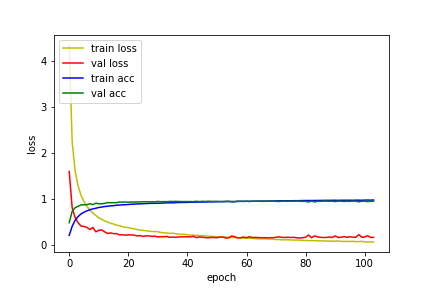 train loss
val loss
train acc
val acc
4
3
2
1
0
loss
0 20 40 60 80 100
epoch